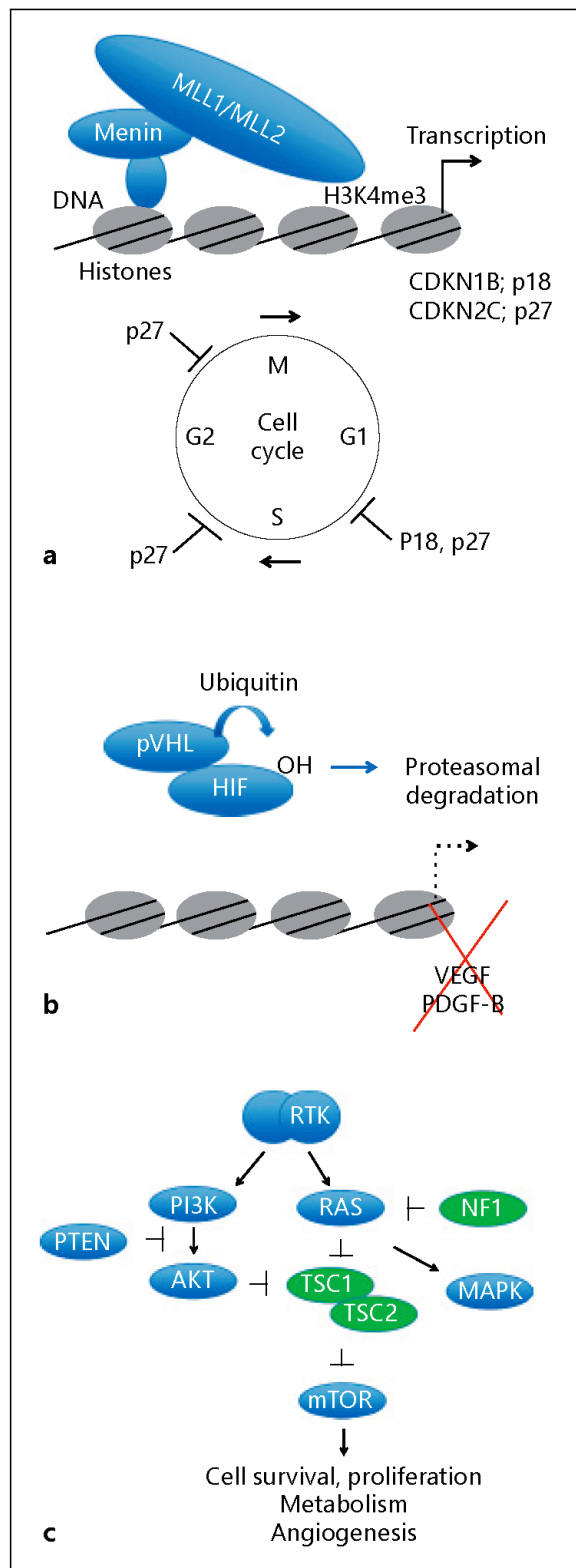 MLL1/MLL2
Menin
Transcription
DNA
H3K4me3
Histones
CDKN1B; p18
CDKN2C; p27
p27
M
G2
Cell
cycle
G1
S
p27
P18, p27
a
Ubiquitin
pVHL
OH
HIF
Proteasomal
degradation
VEGF
PDGF-B
b
RTK
PI3K
RAS
NF1
PTEN
AKT
TSC1
MAPK
TSC2
mTOR
Cell survival, proliferation
Metabolism
Angiogenesis
c